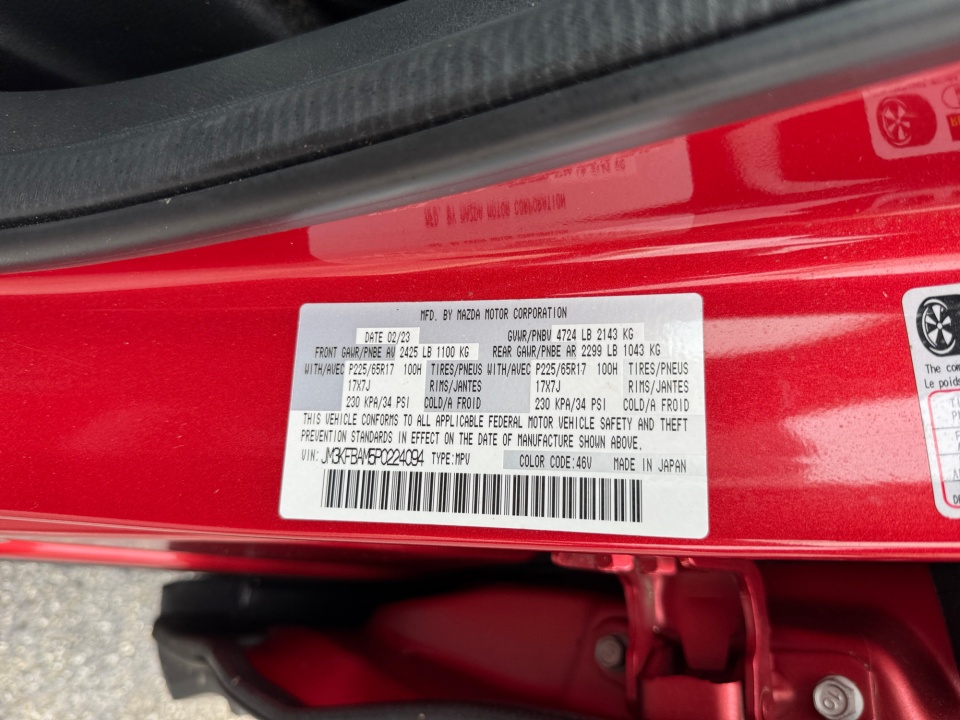 MFD. BY MAZDA MOTOR CORPORATION
DATE 02/23 GVWR/PNBV 4724 LB 2143 KG
FRONT GAWR/PNBE AV 2425 LB 1100 KG REAR GAWR/PNBE AR 2299 LB 1043 KG
WITH/AVEC P225/65R17 100H TIRES/PNEUS WITH/AVEC P225/65R17 100H TIRES/PNEUS
17X7J RIMS/JANTES 17X7J RIMS/JANTES
230 KPA/34 PSI COLD/A FROID 230 KPA/34 PSI COLD/A FROID
THIS VEHICLE CONFORMS TO ALL APPLICABLE FEDERAL MOTOR VEHICLE SAFETY AND THEFT
PREVENTION STANDARDS IN EFFECT ON THE DATE OF MANUFACTURE SHOWN ABOVE.
VIN: JM3KFBAM5P0224094 TYPE:MPV COLOR CODE:46V MADE IN JAPAN
The com
Le poids
10